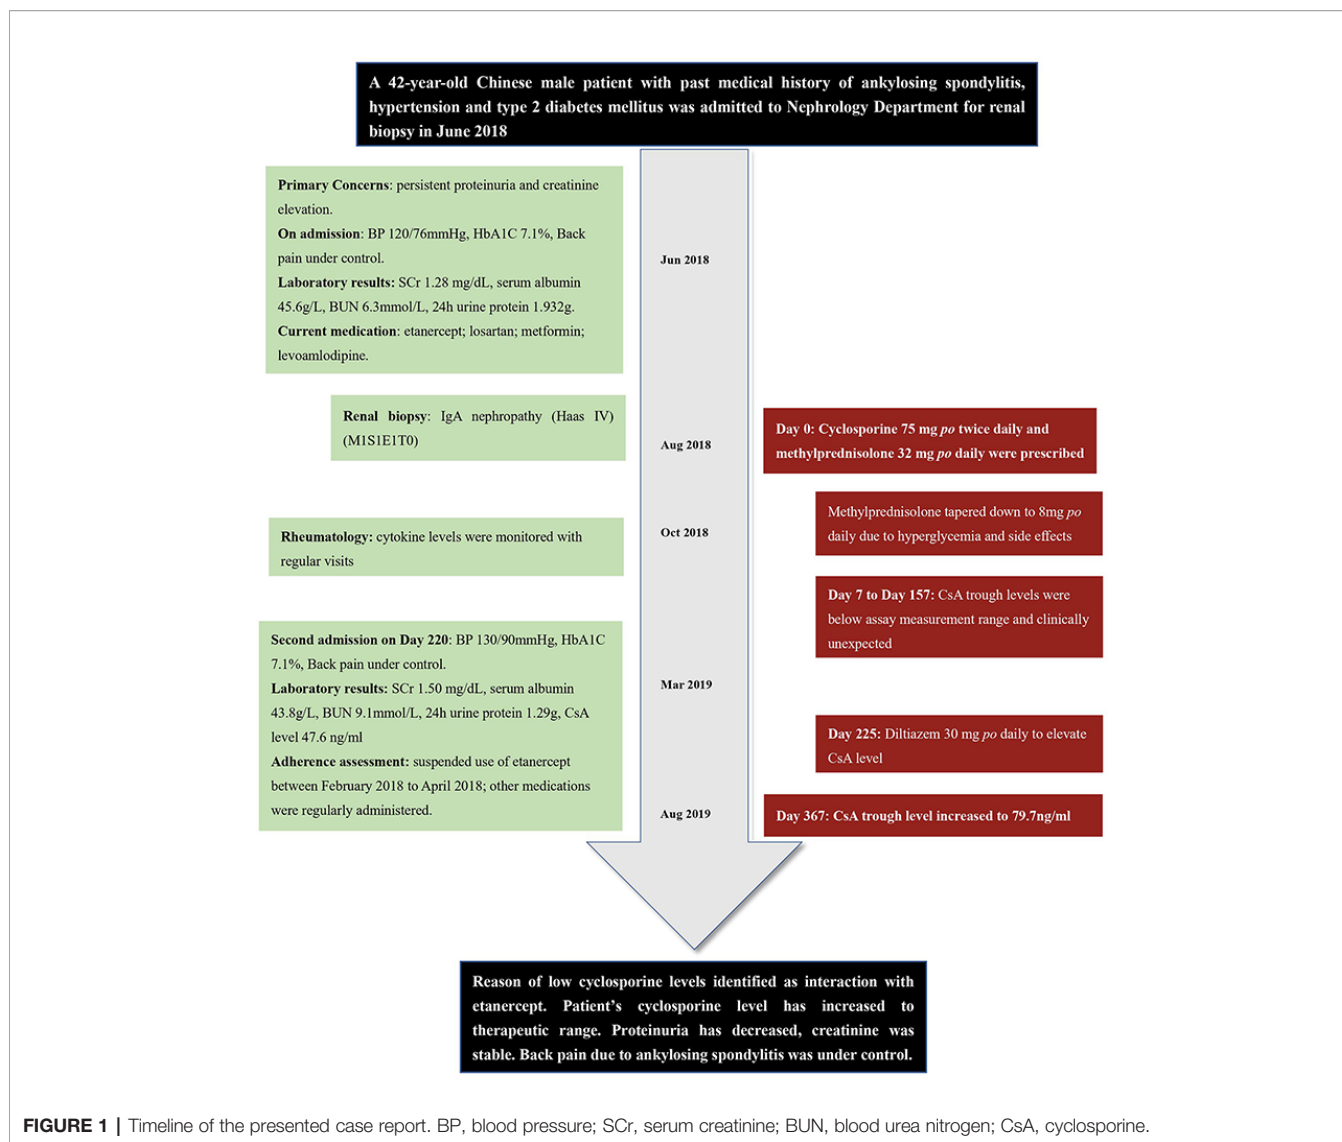 A 42-year-old Chinese male patient with past medical history of ankylosing spondylitis,
hypertension and type 2 diabetes mellitus was admitted to Nephrology Department for renal
biopsy in June 2018
Primary Concerns: persistent proteinuria and creatinine
elevation.
On admission: BP 120/76mmHg, HbA1C 7.1%, Back
pain under control.
Laboratory results: SCr 1.28 mg/dL, serum albumin
45.6g/L, BUN 6.3mmol/L, 24h urine protein 1.932g.
Current medication: etanercept; losartan; metformin;
levoamlodipine.
Jun 2018
Renal biopsy: IgA nephropathy (Haas IV)
(M1S1E1T0)
Aug 2018
Day 0: Cyclosporine 75 mg po twice daily and
methylprednisolone 32 mg po daily were prescribed
Rheumatology: cytokine levels were monitored with
regular visits
Oct 2018
Methylprednisolone tapered down to 8mg po
daily due to hyperglycemia and side effects
Day 7 to Day 157: CsA trough levels were
below assay measurement range and clinically
unexpected
Second admission on Day 220: BP 130/90mmHg, HbA1C
7.1%, Back pain under control.
Laboratory results: SCr 1.50 mg/dL, serum albumin
43.8g/L, BUN 9.1mmol/L, 24h urine protein 1.29g, CsA
level 47.6 ng/ml
Adherence assessment: suspended use of etanercept
between February 2018 to April 2018; other medications
were regularly administered.
Mar 2019
Day 225: Diltiazem 30 mg po daily to elevate
CsA level
Aug 2019
Day 367: CsA trough level increased to 79.7ng/ml
Reason of low cyclosporine levels identified as interaction with
etanercept. Patient's cyclosporine level has increased to
therapeutic range. Proteinuria has decreased, creatinine was
stable. Back pain due to ankylosing spondylitis was under control.
FIGURE 1 | Timeline of the presented case report. BP, blood pressure; SCr, serum creatinine; BUN, blood urea nitrogen; CsA, cyclosporine.